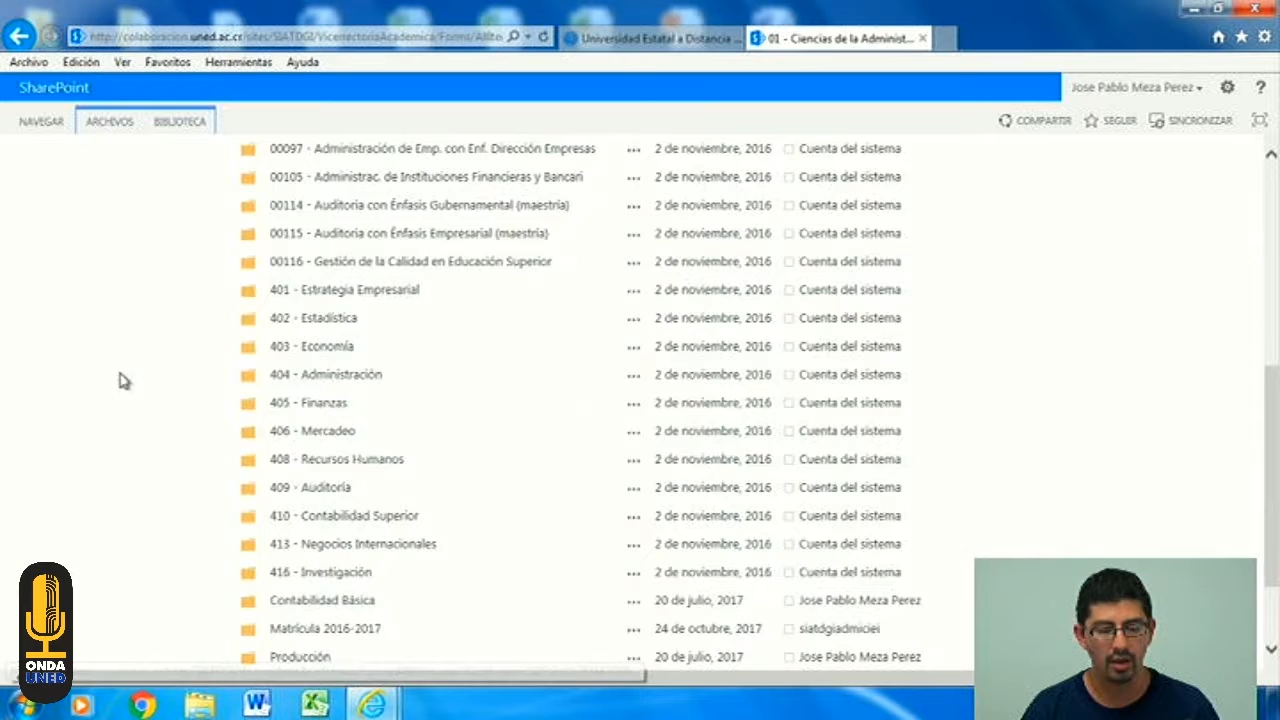 http://colaboracion.uned.ac.cr/sites/SIATDGI/VicerrectoriaAcademica/Forms/AllIte
Universidad Estatal a Distancia ...
01 - Ciencias de la Administ...
Archivo Edición Ver Favoritos Herramientas Ayuda
SharePoint
Jose Pablo Meza Perez
NAVEGAR ARCHIVOS BIBLIOTECA
COMPARTIR SEGUIR SINCRONIZAR
00097 - Administración de Emp. con Enf. Dirección Empresas ... 2 de noviembre, 2016 Cuenta del sistema
00105 - Administrac. de Instituciones Financieras y Bancari ... 2 de noviembre, 2016 Cuenta del sistema
00114 - Auditoria con Énfasis Gubernamental (maestría) ... 2 de noviembre, 2016 Cuenta del sistema
00115 - Auditoria con Énfasis Empresarial (maestría) ... 2 de noviembre, 2016 Cuenta del sistema
00116 - Gestión de la Calidad en Educación Superior ... 2 de noviembre, 2016 Cuenta del sistema
401 - Estrategia Empresarial ... 2 de noviembre, 2016 Cuenta del sistema
402 - Estadística ... 2 de noviembre, 2016 Cuenta del sistema
403 - Economía ... 2 de noviembre, 2016 Cuenta del sistema
404 - Administración ... 2 de noviembre, 2016 Cuenta del sistema
405 - Finanzas ... 2 de noviembre, 2016 Cuenta del sistema
406 - Mercadeo ... 2 de noviembre, 2016 Cuenta del sistema
408 - Recursos Humanos ... 2 de noviembre, 2016 Cuenta del sistema
409 - Auditoría ... 2 de noviembre, 2016 Cuenta del sistema
410 - Contabilidad Superior ... 2 de noviembre, 2016 Cuenta del sistema
413 - Negocios Internacionales ... 2 de noviembre, 2016 Cuenta del sistema
416 - Investigación ... 2 de noviembre, 2016 Cuenta del sistema
Contabilidad Básica ... 20 de julio, 2017 Jose Pablo Meza Perez
Matrícula 2016-2017 ... 24 de octubre, 2017 siatdgiadmiciei
Producción ... 20 de julio, 2017 Jose Pablo Meza Perez
ONDA
UNED